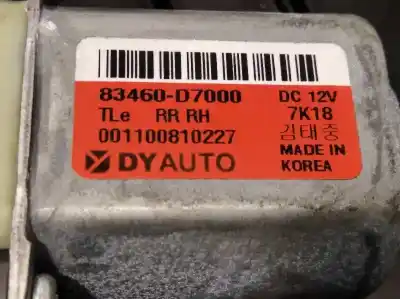 83460-D7000 DC 12V
TLe RR RH 7K18
001100810227 김태중
DYAUTO MADE IN
KOREA